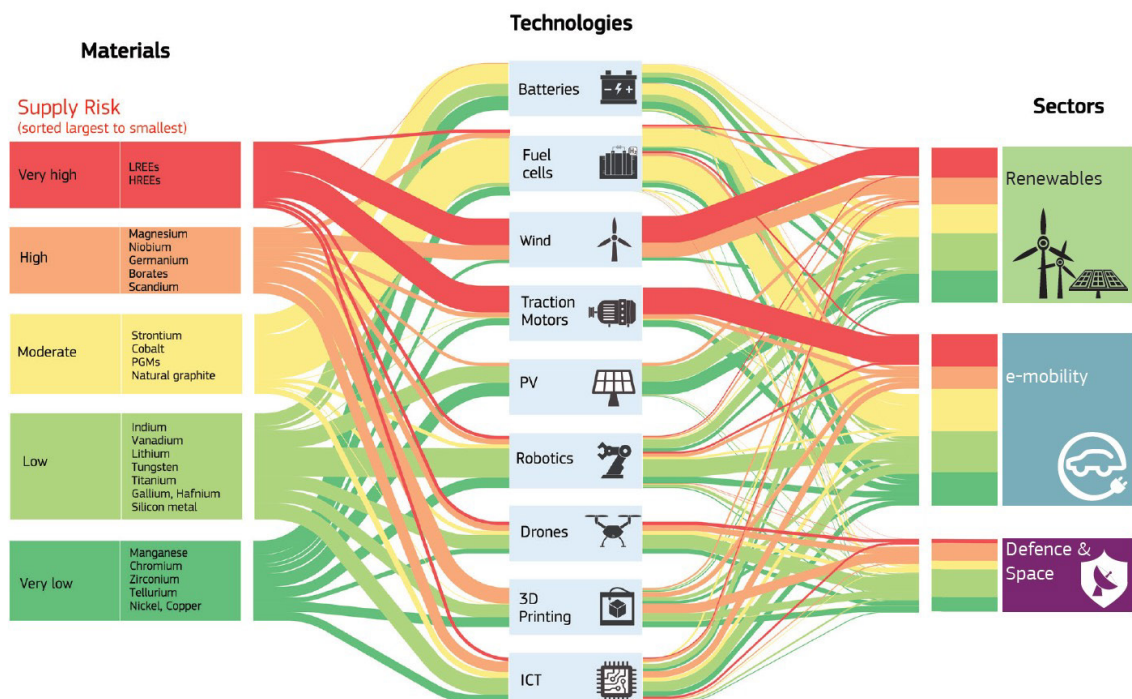 Technologies
Materials
Supply Risk
(sorted largest to smallest)
Very high
LREEs
HREEs
High
Magnesium
Niobium
Germanium
Borates
Scandium
Moderate
Strontium
Cobalt
PGMs
Natural graphite
Low
Indium
Vanadium
Lithium
Tungsten
Titanium
Gallium, Hafnium
Silicon metal
Very low
Manganese
Chromium
Zirconium
Tellurium
Nickel, Copper
Batteries
Fuel
cells
H2
Wind
Traction
Motors
PV
Robotics
Drones
3D
Printing
ICT
Sectors
Renewables
e-mobility
Defence &
Space